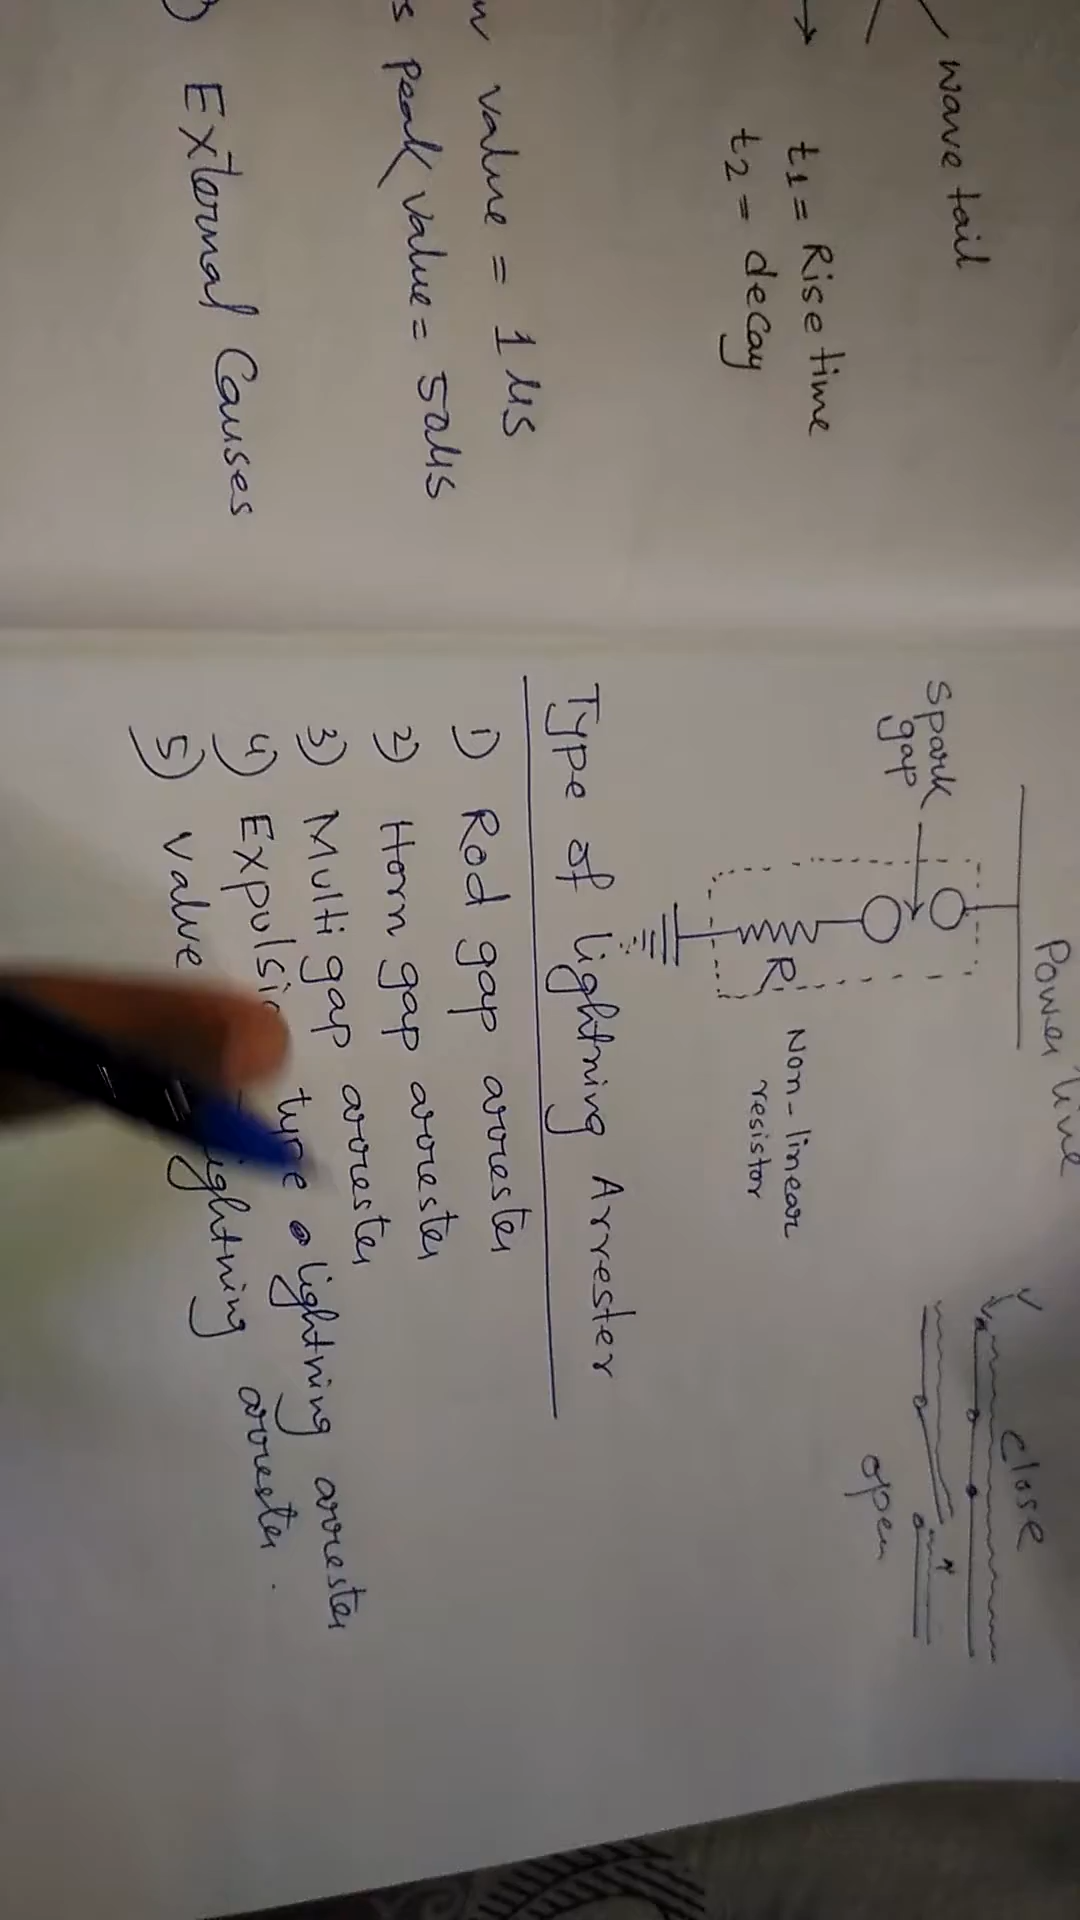 wave tail
t1 = Rise time
t2 = decay
value = 1 μs
s Peak value = 50μs
External Causes
Power line
Spark
gap
R
Non-linear
resistor
close
open
Type of lightning Arrester
1) Rod gap arrester
2) Horn gap arrester
3) Multi gap arrester
4) Expulsio type lightning arrester
5) value lightning arrester.